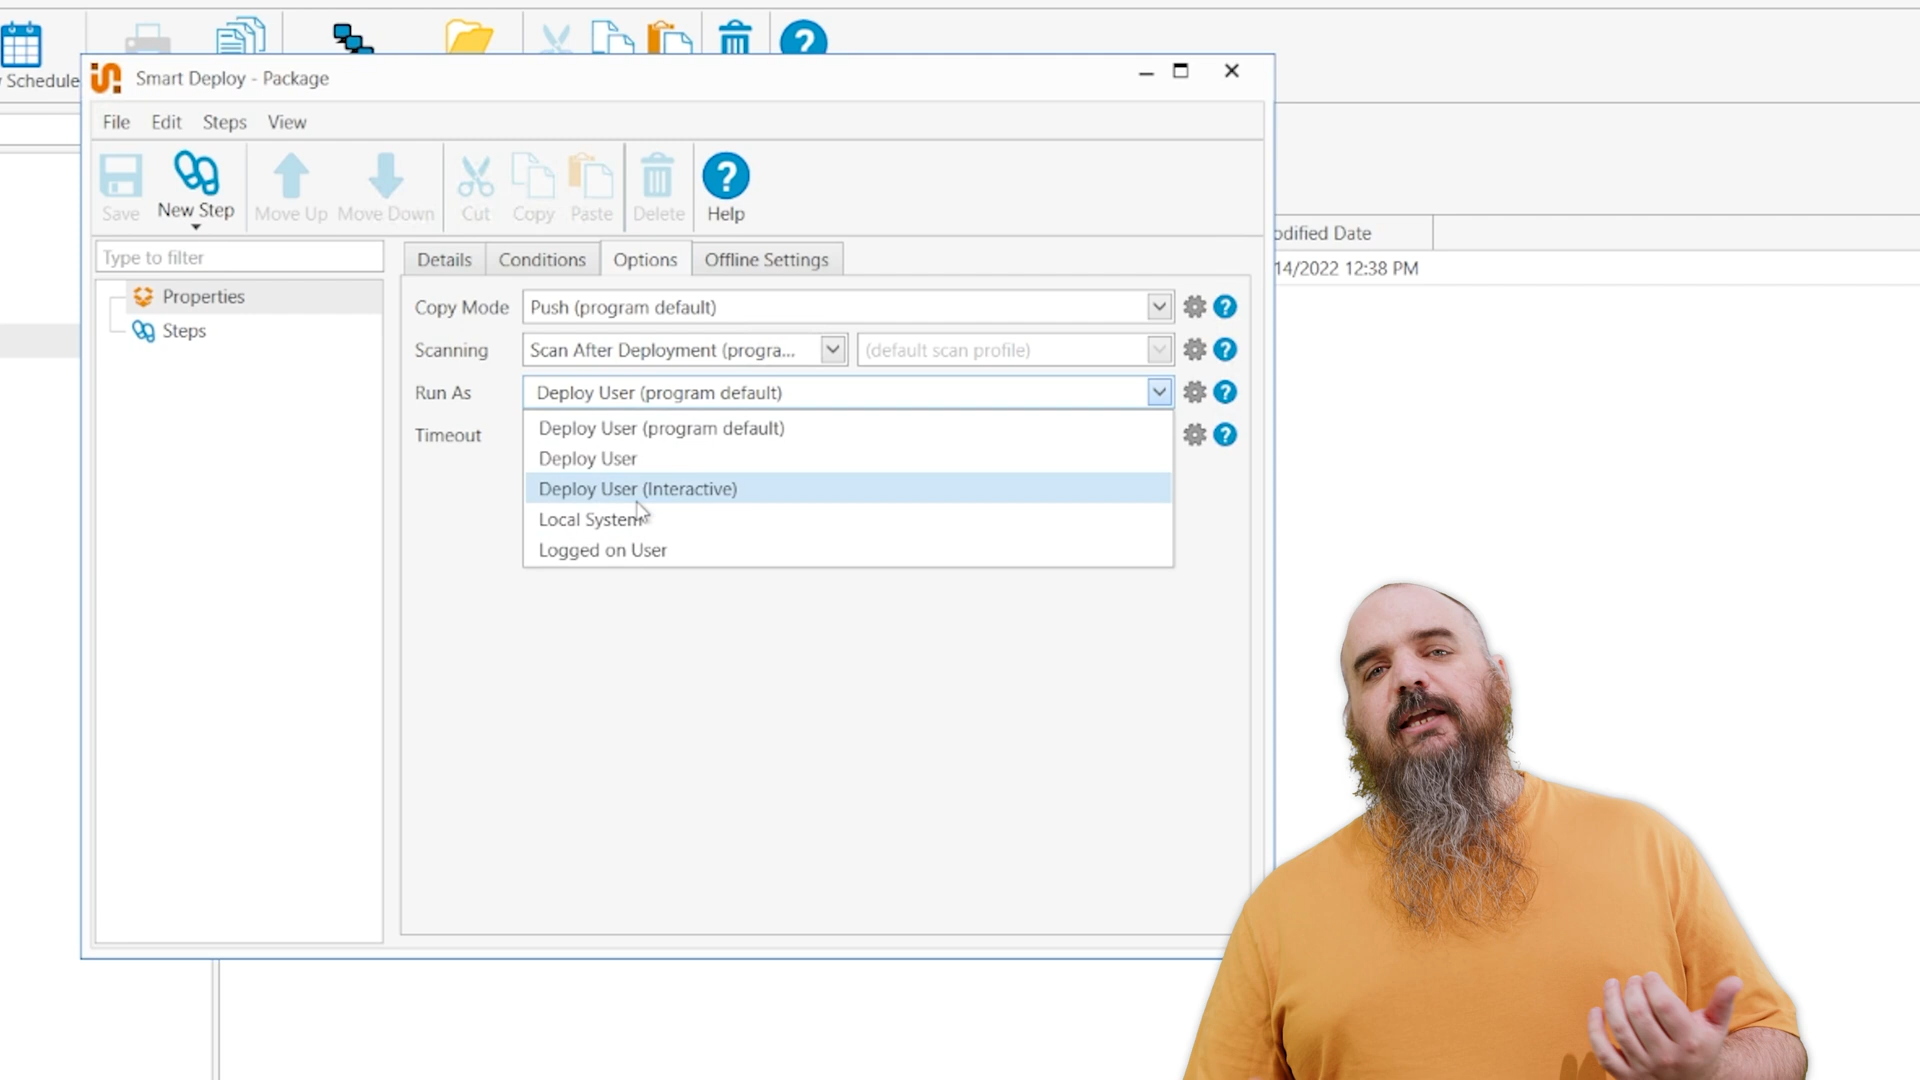 Schedule
Smart Deploy - Package
File Edit Steps View
Save New Step Move Up Move Down Cut Copy Paste Delete Help
Type to filter
Properties
Steps
Details Conditions Options Offline Settings
Copy Mode Push (program default)
Scanning Scan After Deployment (progra... (default scan profile)
Run As Deploy User (program default)
Timeout
Deploy User (program default)
Deploy User
Deploy User (Interactive)
Local System
Logged on User
odified Date
14/2022 12:38 PM